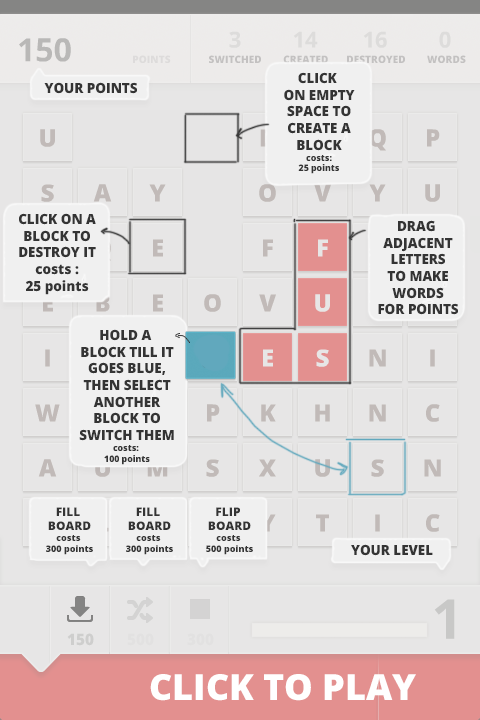 150
POINTS
3
SWITCHED
14
CREATED
16
DESTROYED
0
WORDS
YOUR POINTS
CLICK
ON EMPTY
SPACE TO
CREATE A
BLOCK
costs:
25 points
U
Q P
S A Y O V Y U
CLICK ON A
BLOCK TO
DESTROY IT
costs :
25 points
E F F
DRAG
ADJACENT
LETTERS
TO MAKE
WORDS
FOR POINTS
E B E O V U
HOLD A
BLOCK TILL IT
GOES BLUE,
THEN SELECT
ANOTHER
BLOCK TO
SWITCH THEM
costs:
100 points
I E S N I
W P K H N C
A U M S X U S N
Y T I C
FILL
BOARD
costs
300 points
FILL
BOARD
costs
300 points
FLIP
BOARD
costs
500 points
YOUR LEVEL
150
500
300
1
CLICK TO PLAY